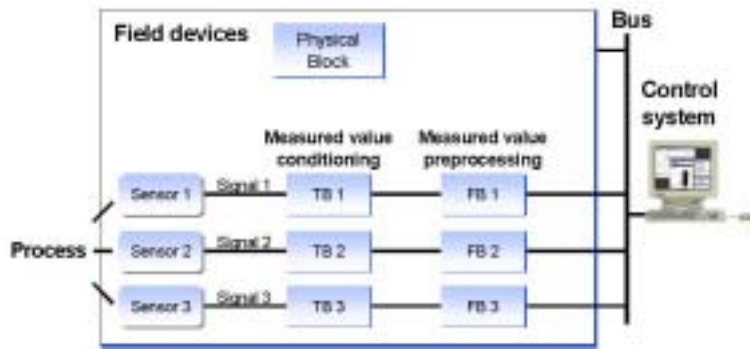 Field devices
Physical
Block
Bus
Control
system
Measured value
conditioning
Measured value
preprocessing
Sensor 1
Signal 1
TB 1
FB 1
Process
Sensor 2
Signal 2
TB 2
FB 2
Sensor 3
Signal 3
TB 3
FB 3